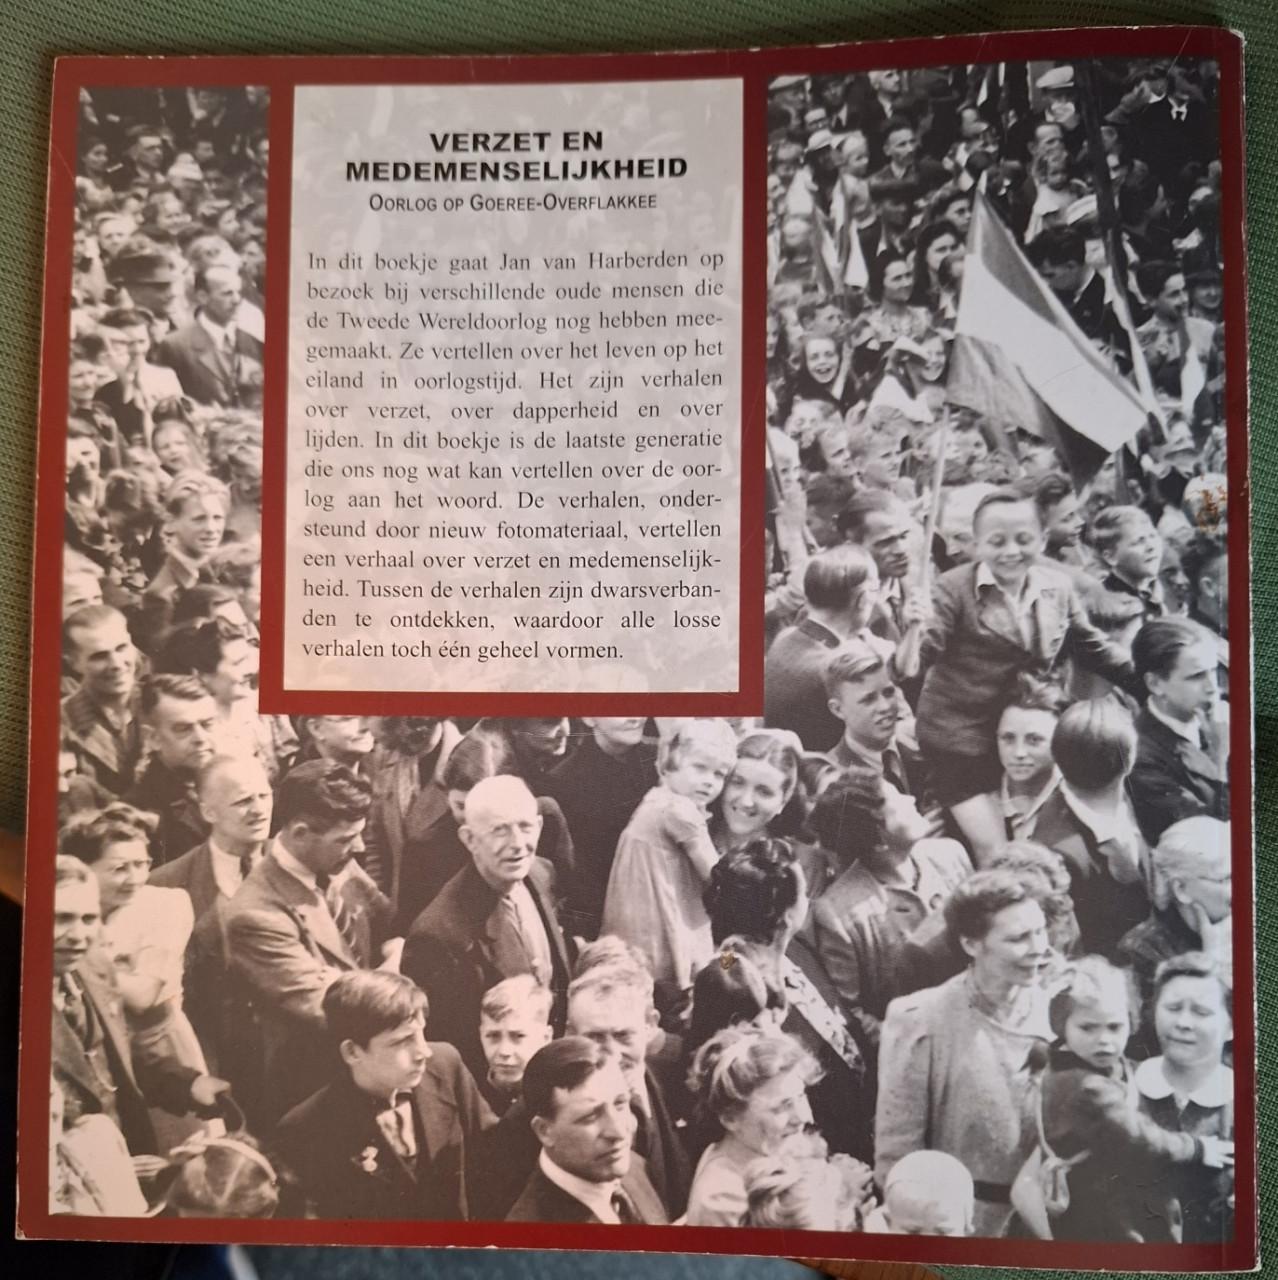 VERZET EN
MEDEMENSELIJKHEID
OORLOG OP GOEREE-OVERFLAKKEE
In dit boekje gaat Jan van Harberden op
bezoek bij verschillende oude mensen die
de Tweede Wereldoorlog nog hebben mee-
gemaakt. Ze vertellen over het leven op het
eiland in oorlogstijd. Het zijn verhalen
over verzet, over dapperheid en over
lijden. In dit boekje is de laatste generatie
die ons nog wat kan vertellen over de oor-
log aan het woord. De verhalen, onder-
steund door nieuw fotomateriaal, vertellen
een verhaal over verzet en medemenselijk-
heid. Tussen de verhalen zijn dwarsverban-
den te ontdekken, waardoor alle losse
verhalen toch één geheel vormen.